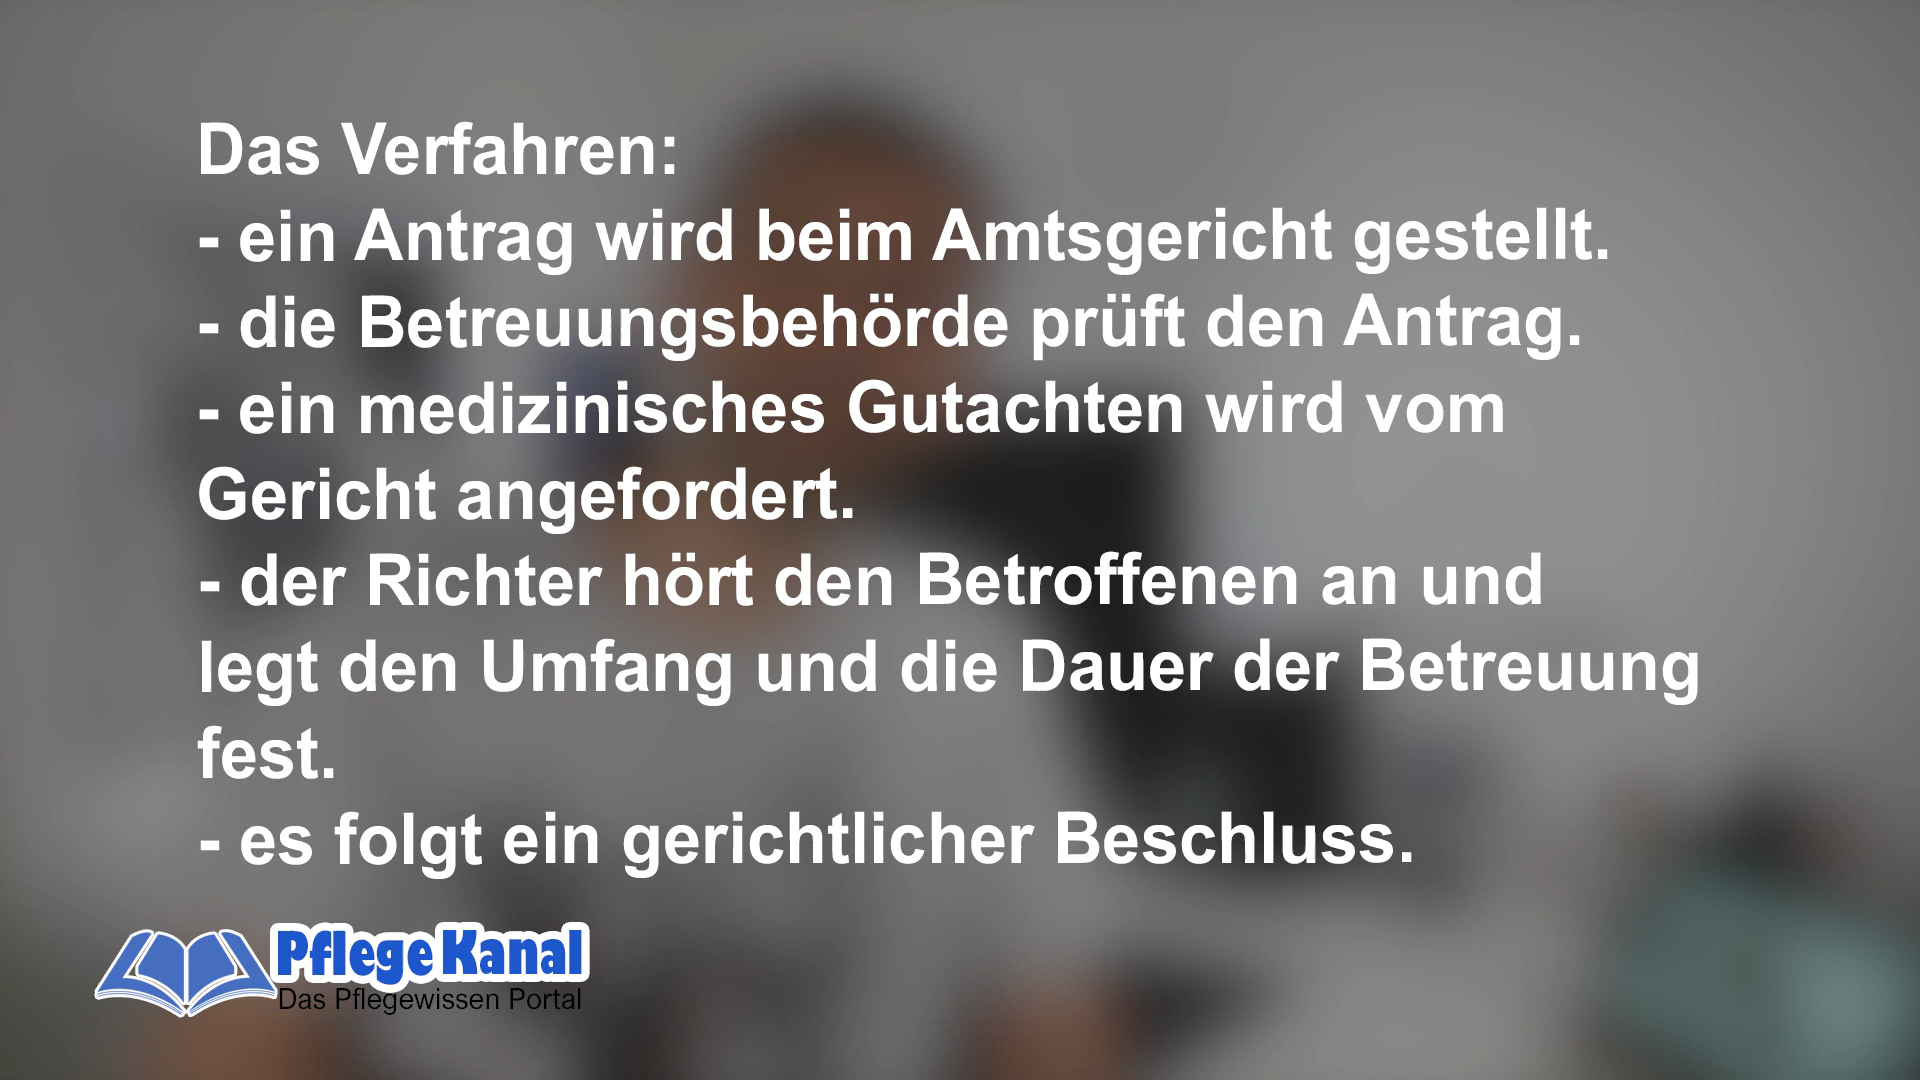 Das Verfahren:
- ein Antrag wird beim Amtsgericht gestellt.
- die Betreuungsbehörde prüft den Antrag.
- ein medizinisches Gutachten wird vom
Gericht angefordert.
- der Richter hört den Betroffenen an und
legt den Umfang und die Dauer der Betreuung
fest.
- es folgt ein gerichtlicher Beschluss.
PflegeKanal
Das Pflegewissen Portal